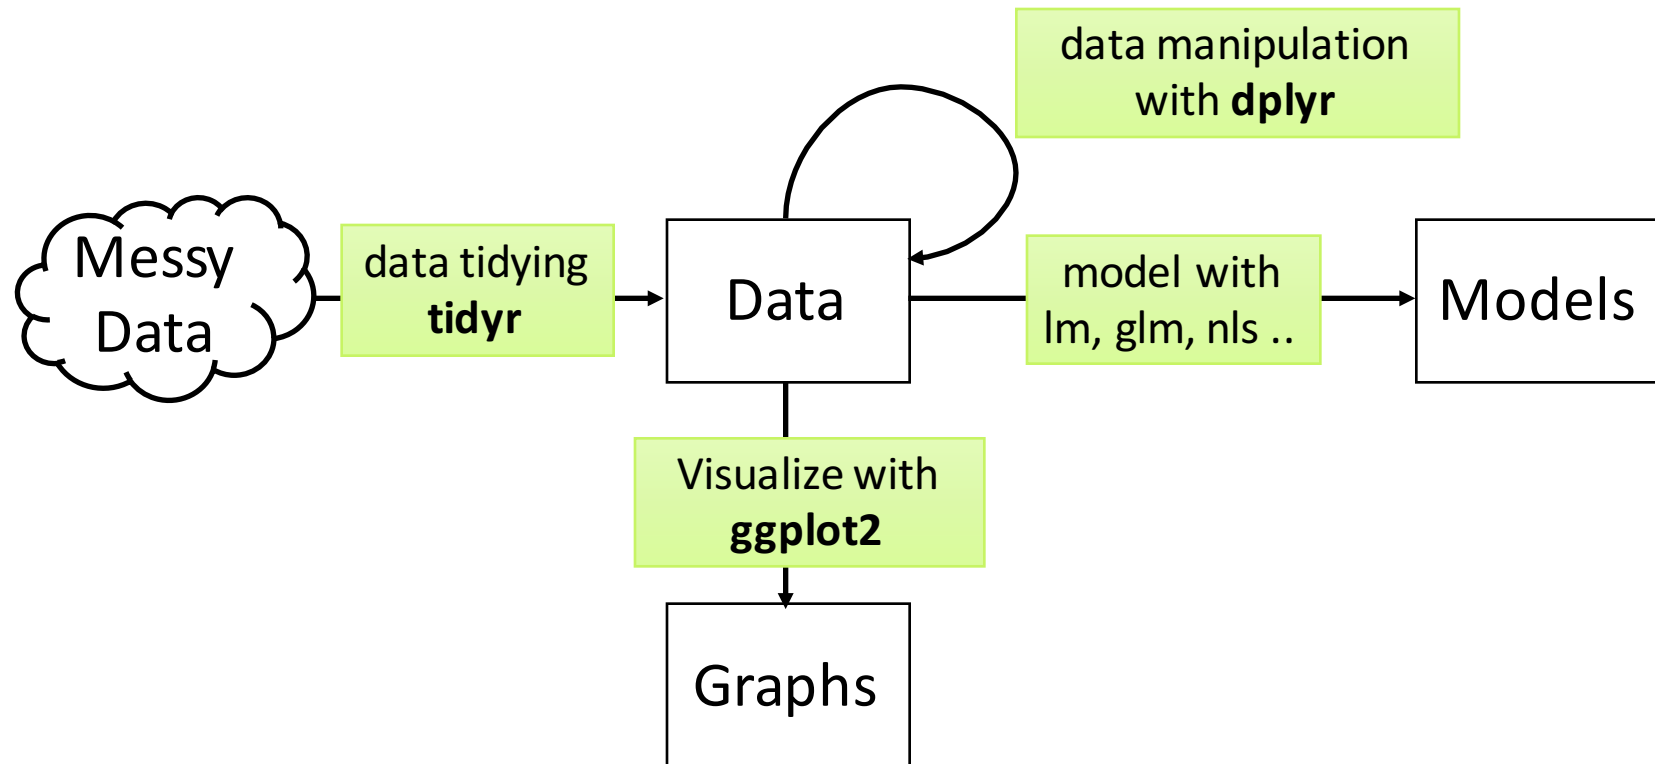 data manipulation
with dplyr
Messy
Data
data tidying
tidyr
Data
model with
lm, glm, nls ..
Models
Visualize with
ggplot2
Graphs